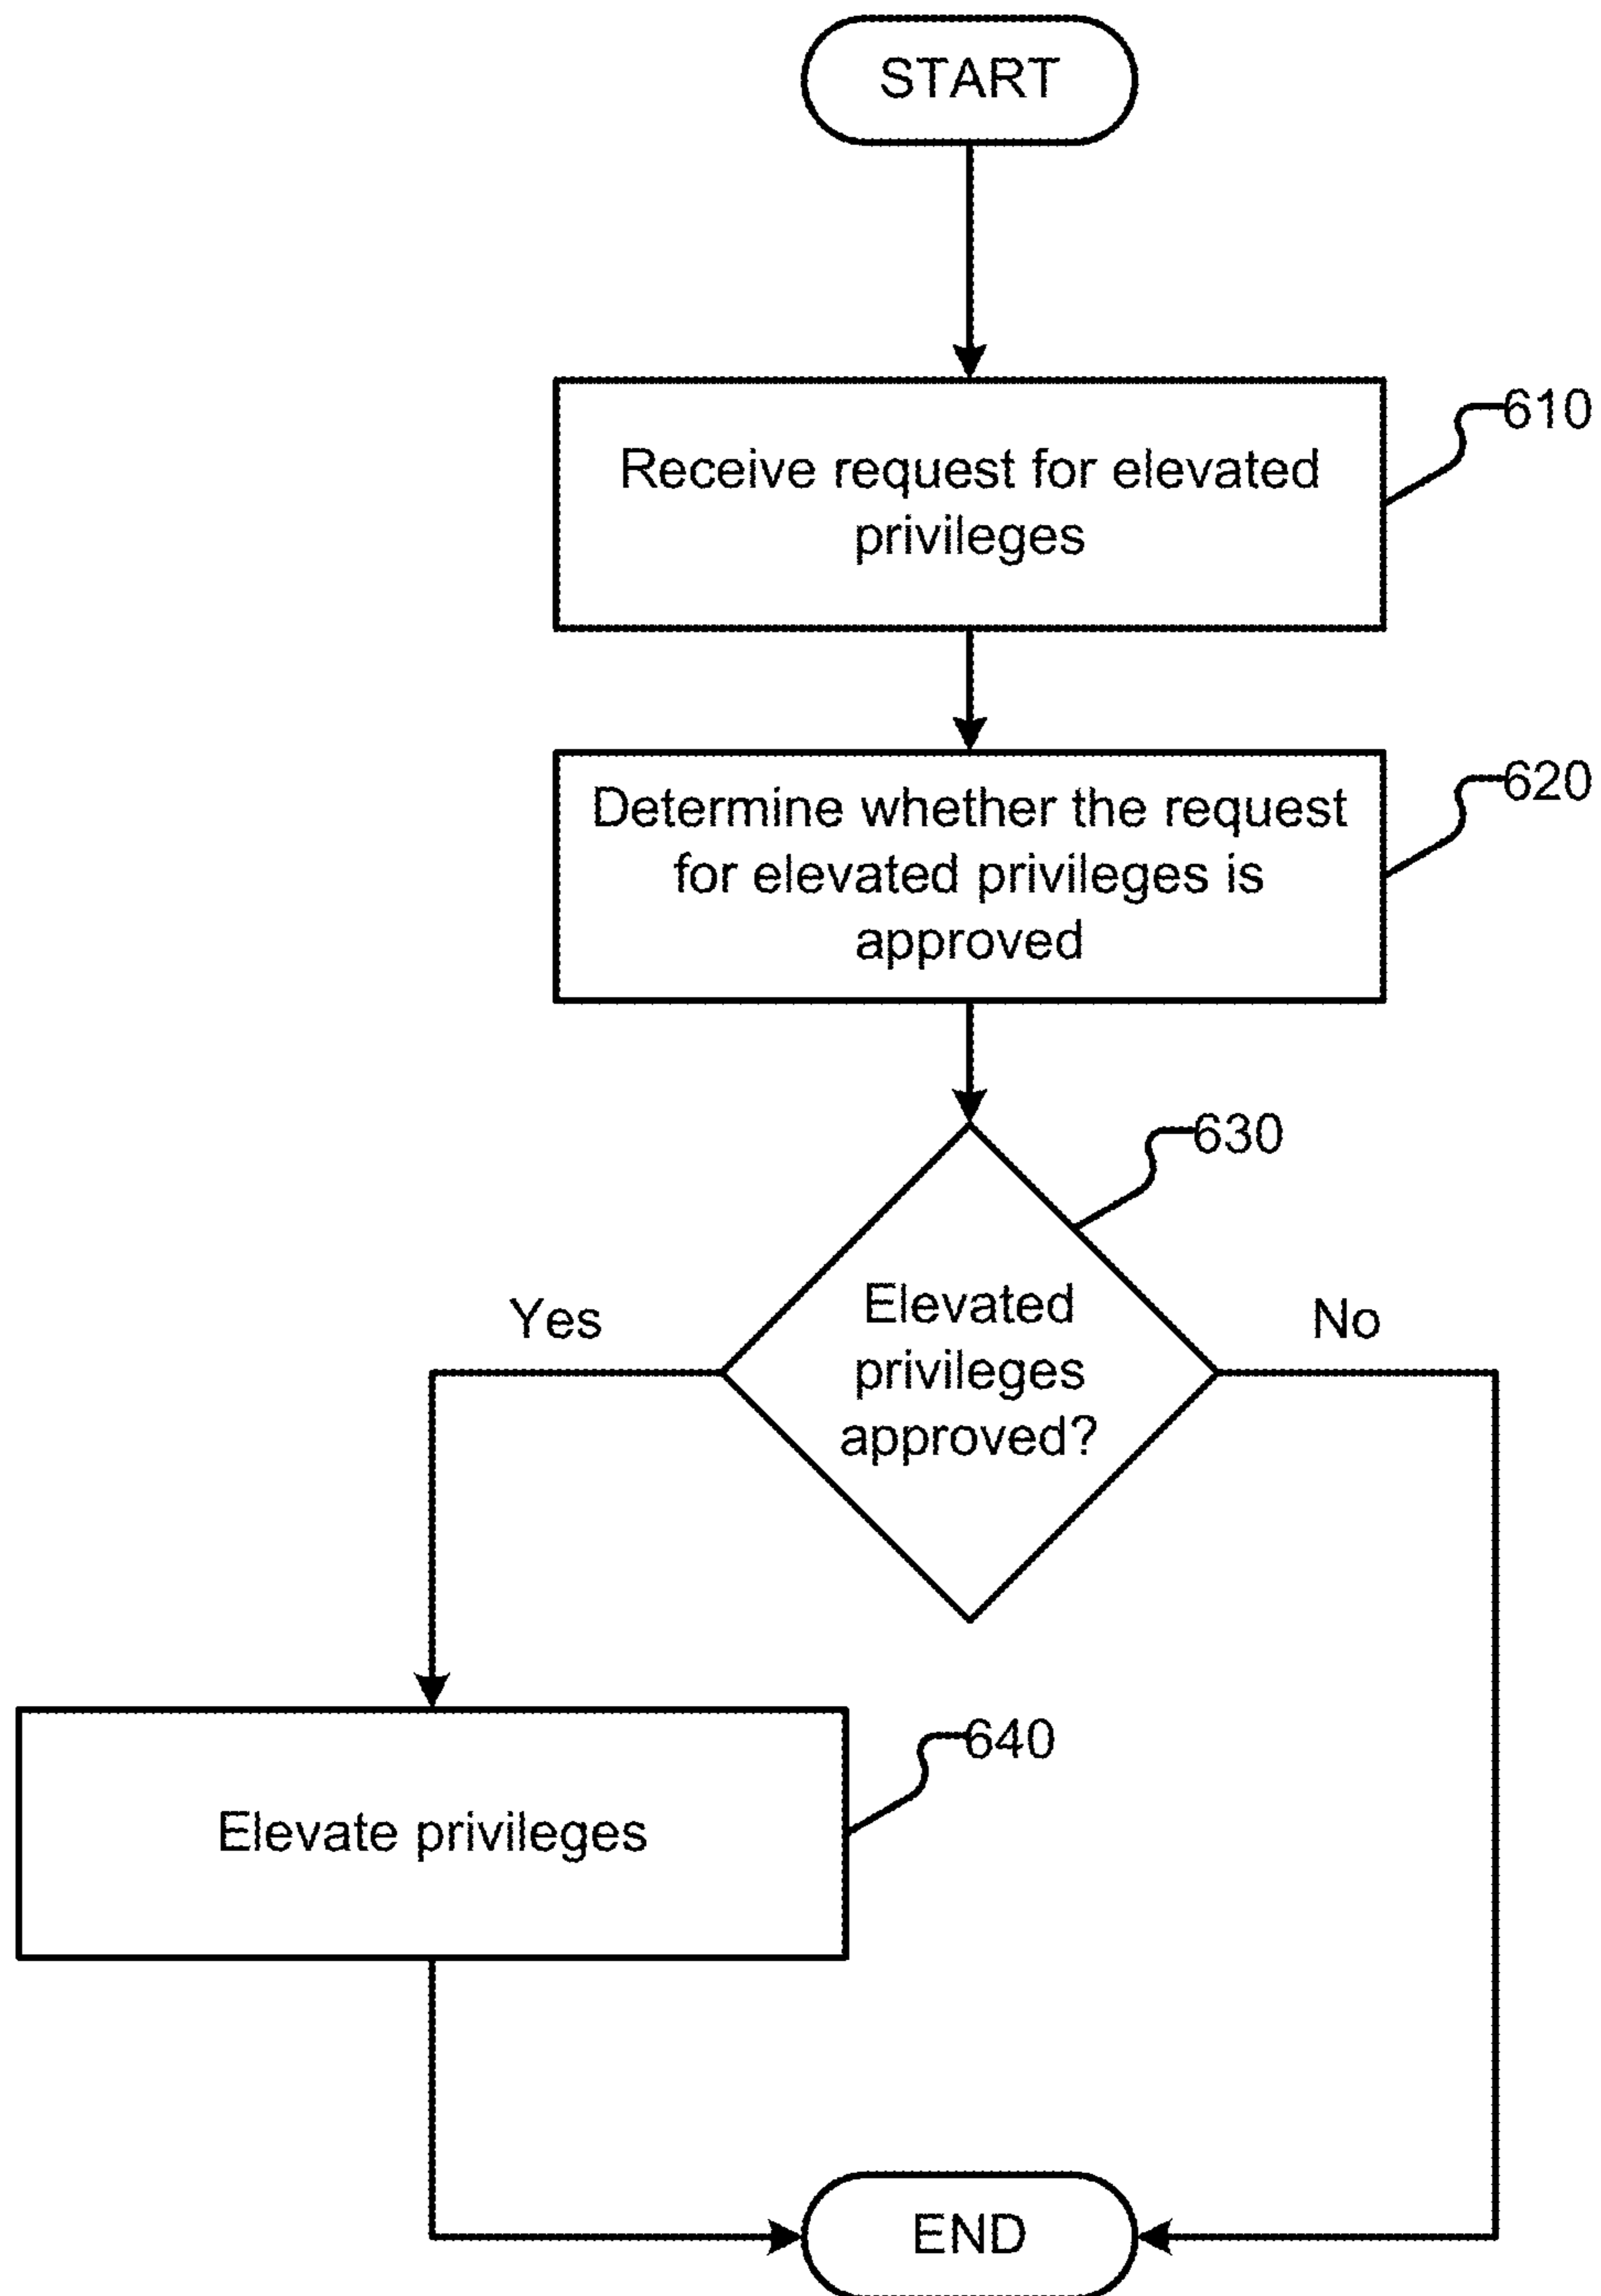 START
610
Receive request for elevated
privileges
620
Determine whether the request
for elevated privileges is
approved
630
Elevated
privileges
approved?
Yes
No
640
Elevate privileges
END